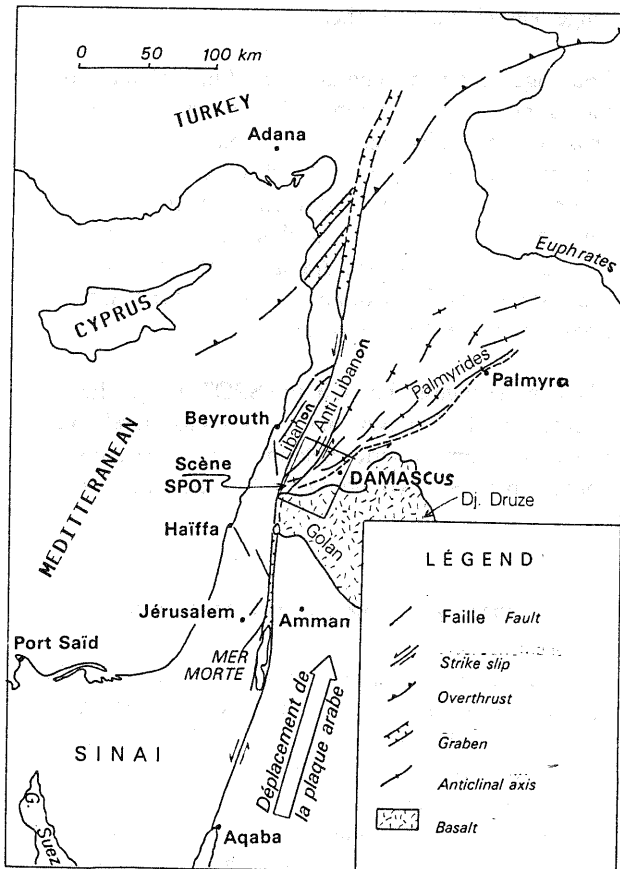 0 50 100 km
TURKEY
Adana
Euphrates
CYPRUS
Palmyrides
Palmyra
Anti-Libanon
Libanon
Beyrouth
Scène
SPOT
DAMASCUS
Dj. Druze
MEDITTERANEAN
Haïffa
Golan
Jérusalem
Amman
Port Saïd
MER
MORTE
SINAI
Déplacement de
la plaque arabe
G.
Suez
Aqaba
LÉGEND
Faille Fault
Strike slip
Overthrust
Graben
Anticlinal axis
Basalt